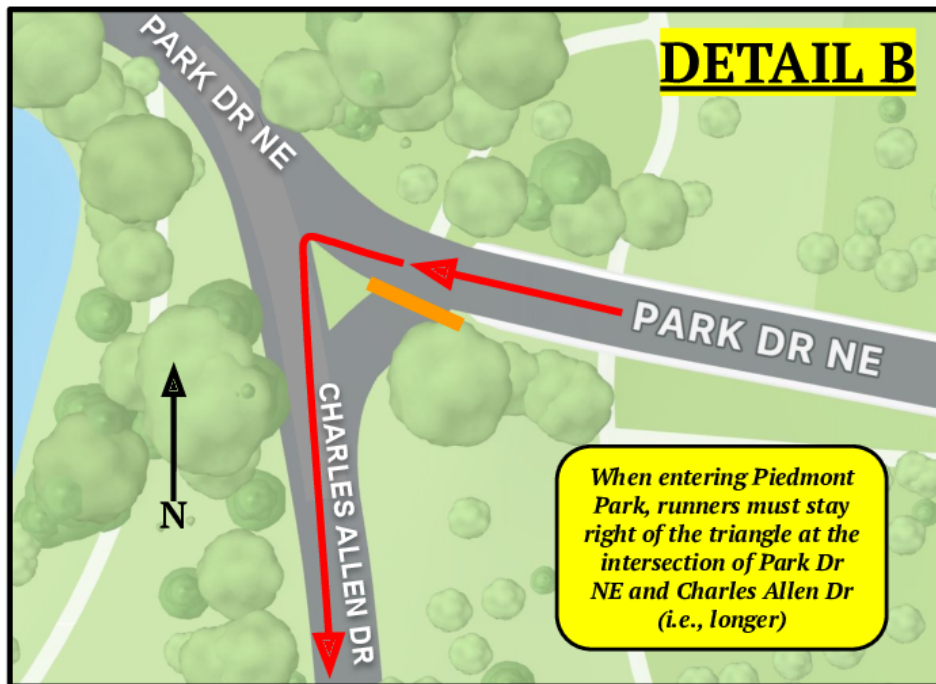 PARK DR NE
DETAIL B
PARK DR NE
CHARLES ALLEN DR
N
When entering Piedmont
Park, runners must stay
right of the triangle at the
intersection of Park Dr
NE and Charles Allen Dr
(i.e., longer)